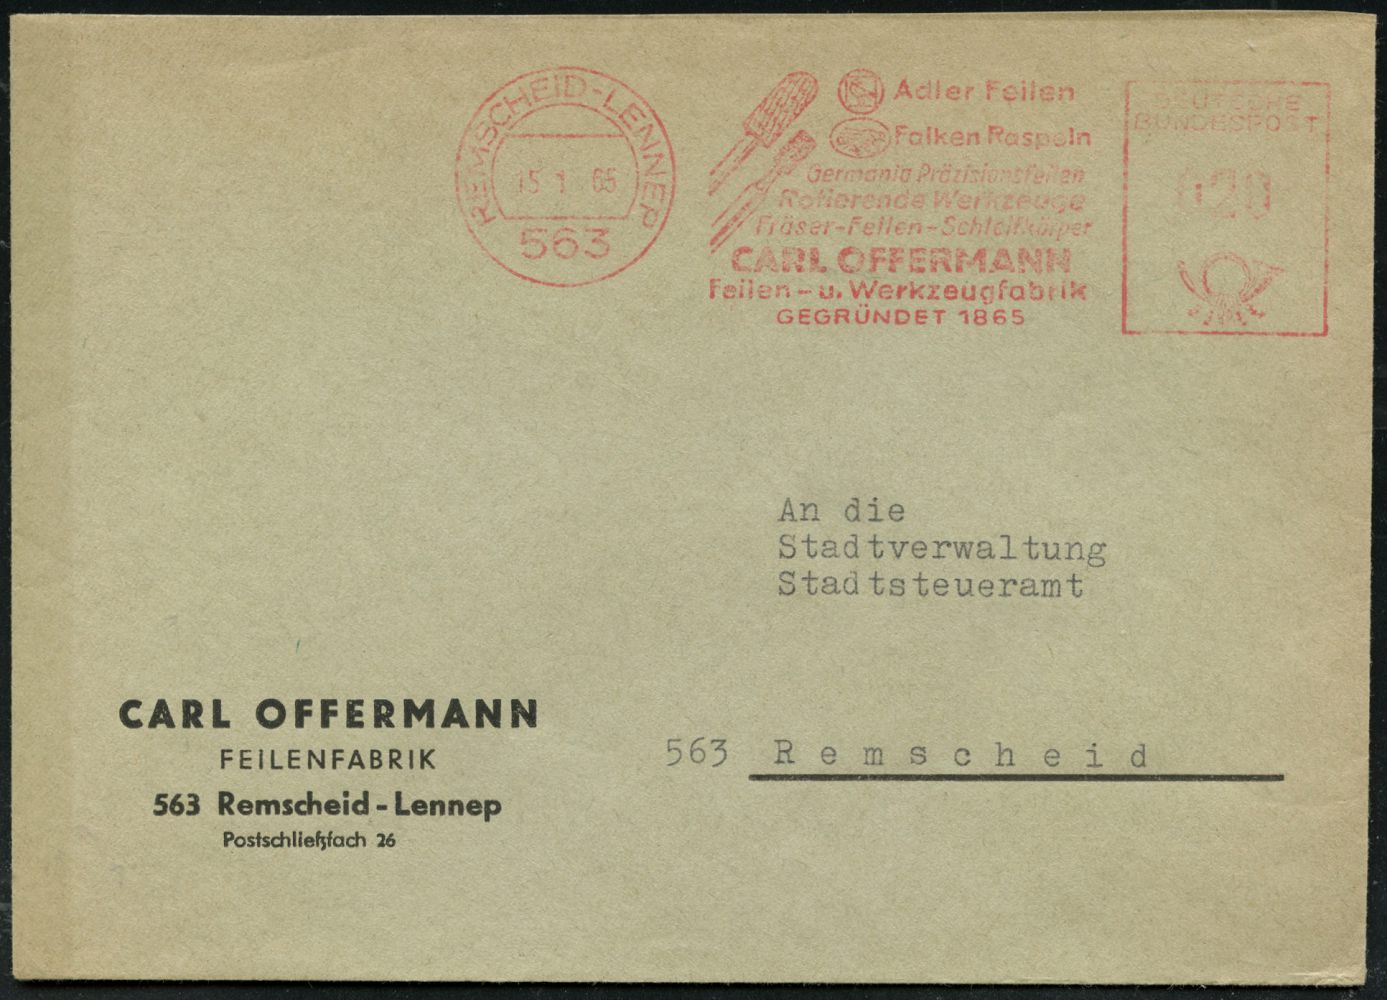 REMSCHEID-LENNEP
15 1 65
563
Adler Feilen
Falken Raspeln
Germania Präzisionsfeilen
Rotierende Werkzeuge
Fräser-Feilen-Schleifkörper
CARL OFFERMANN
Feilen-u. Werkzeugfabrik
GEGRÜNDET 1865
DEUTSCHE
BUNDESPOST
An die
Stadtverwaltung
Stadtsteueramt
563 Remscheid
CARL OFFERMANN
FEILENFABRIK
563 Remscheid-Lennep
Postschließfach 26